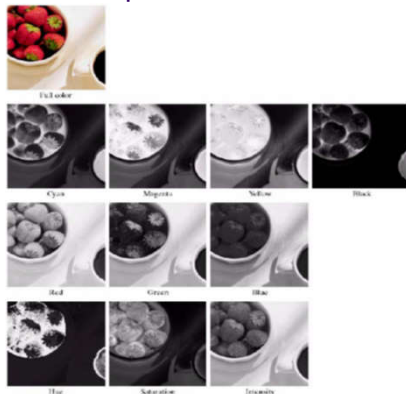 Full color
Cyan
Magenta
Yellow
Black
Red
Green
Blue
Hue
Saturation
Intensity